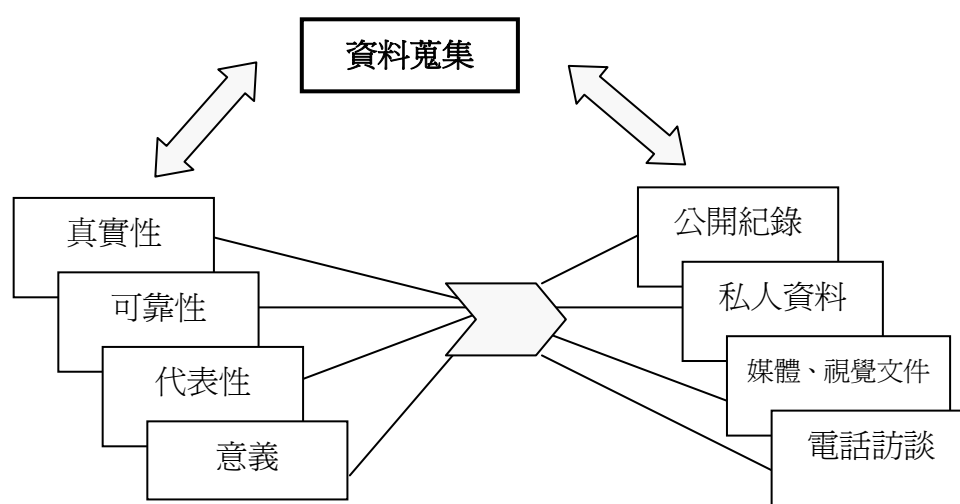 資料蒐集
真實性
可靠性
代表性
意義
公開紀錄
私人資料
媒體、視覺文件
電話訪談